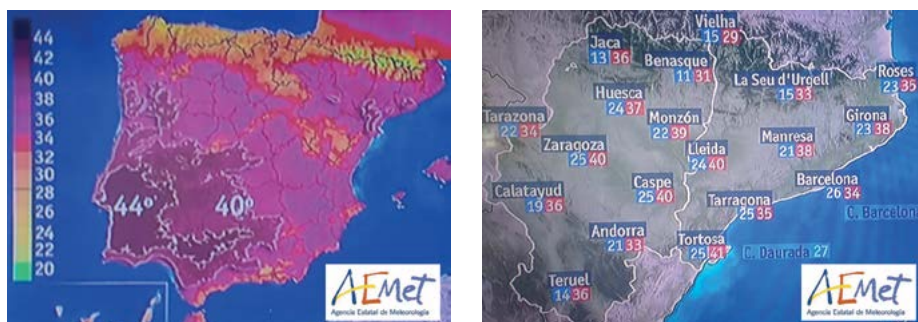 44
42
40
38
36
34
32
30
28
26
24
22
20
44º
40º
AEmet
Agencia Estatal de Meteorología
Vielha
15 29
Jaca
13 36
Benasque
11 31
La Seu d'Urgell
15 33
Roses
23 35
Huesca
24 37
Tarazona
22 34
Monzón
22 39
Girona
23 38
Manresa
21 38
Zaragoza
25 40
Lleida
24 40
Barcelona
26 34
Calatayud
19 36
Caspe
25 40
Tarragona
25 35
C. Barcelon
Andorra
21 33
Tortosa
25 41
C. Daurada 27
Teruel
14 36
AEmet
Agencia Estatal de Meteorología